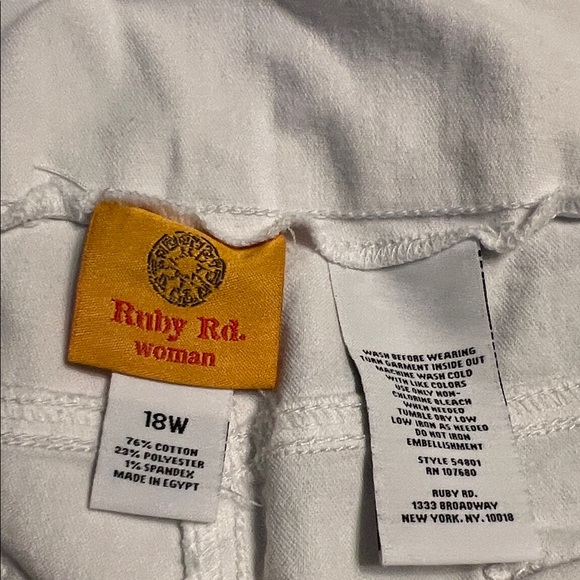 Ruby Rd.
woman
18W
76% COTTON
23% POLYESTER
1% SPANDEX
MADE IN EGYPT
WASH BEFORE WEARING
TURN GARMENT INSIDE OUT
MACHINE WASH COLD
WITH LIKE COLORS
USE ONLY NON-
CHLORINE BLEACH
WHEN NEEDED
TUMBLE DRY LOW
LOW IRON AS NEEDED
DO NOT IRON
EMBELLISHMENT
STYLE 54801
RN 107680
RUBY RD.
1333 BROADWAY
NEW YORK, NY, 10018